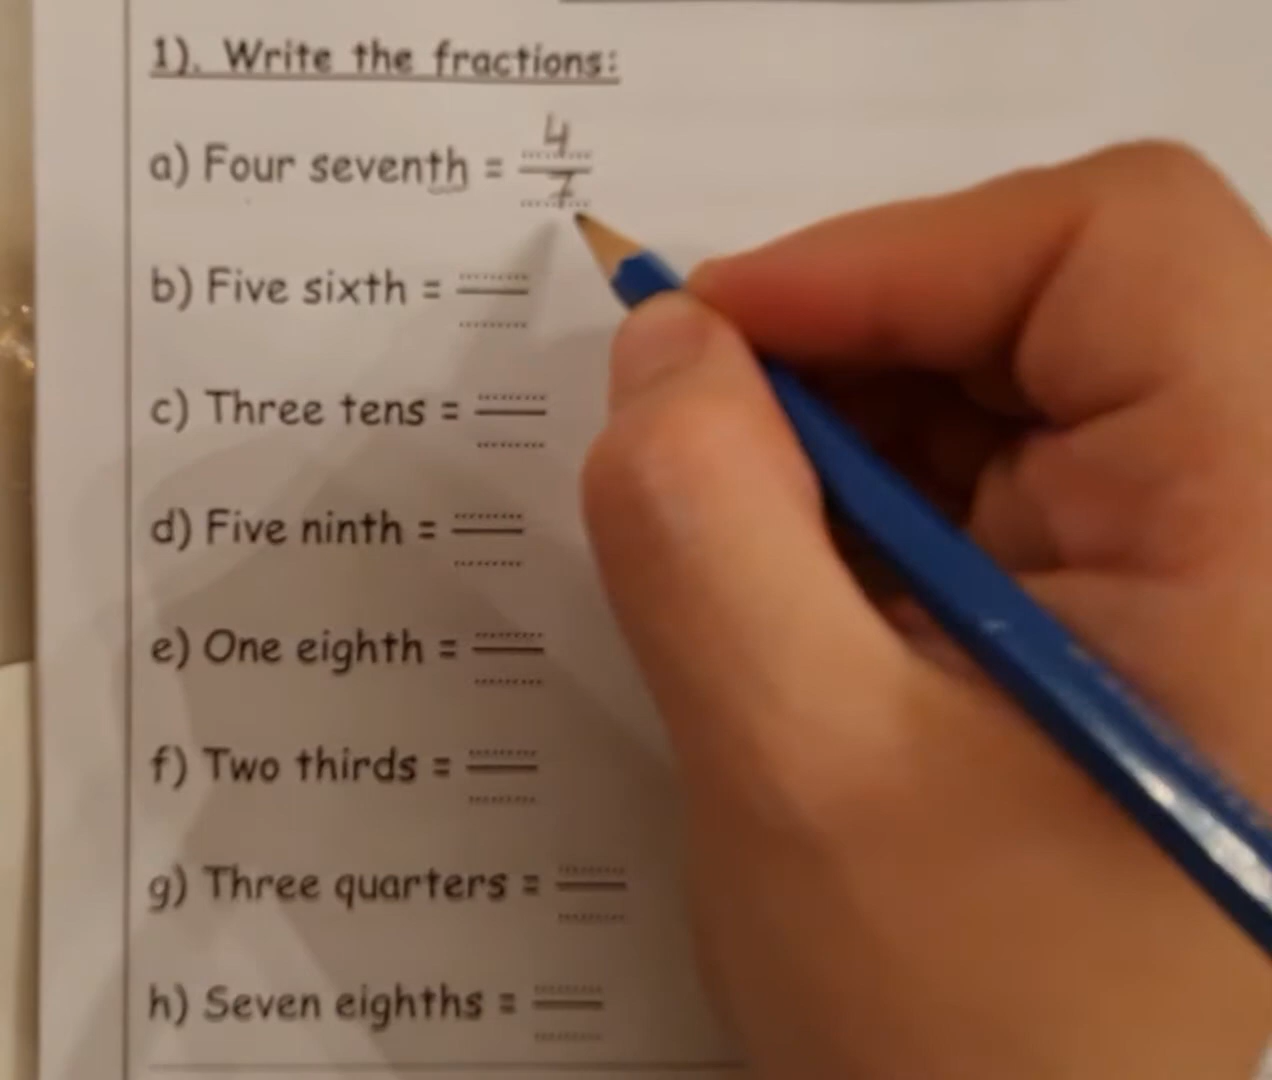 1). Write the fractions:
a) Four seventh = 4/7
b) Five sixth = ......... / .........
c) Three tens = ......... / .........
d) Five ninth = ......... / .........
e) One eighth = ......... / .........
f) Two thirds = ......... / .........
g) Three quarters = ......... / .........
h) Seven eighths = ......... / .........